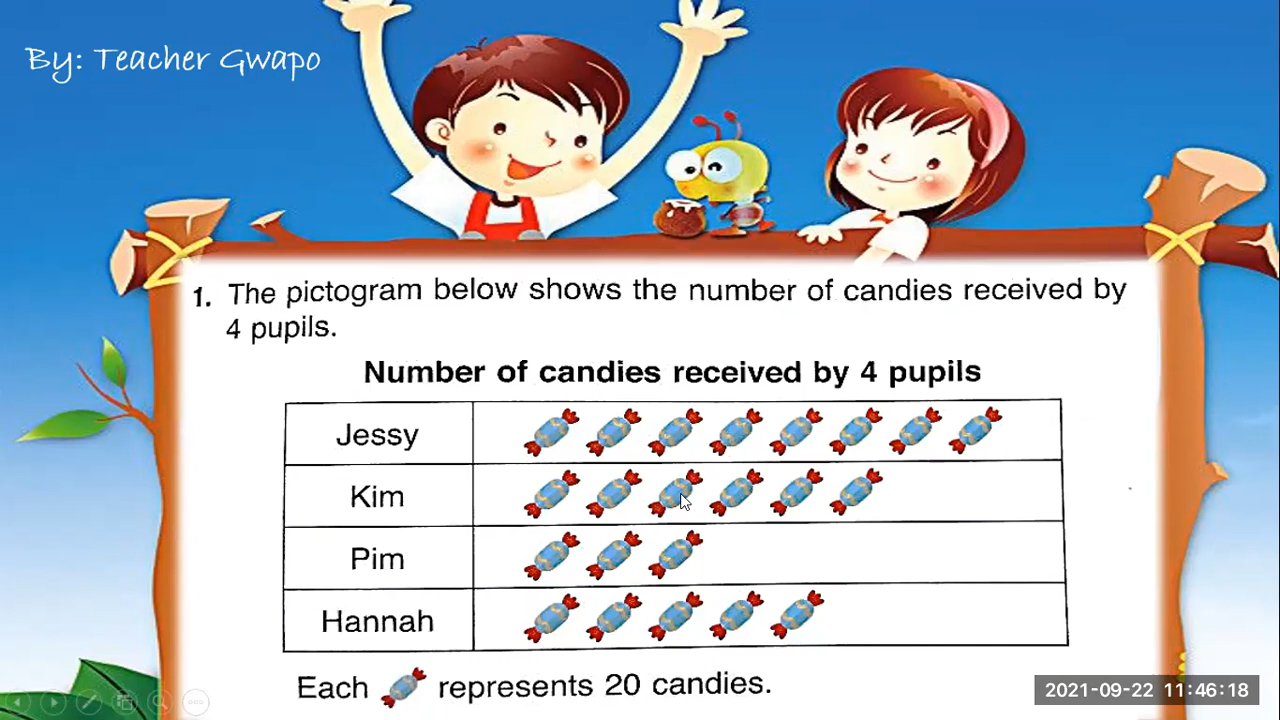 By: Teacher Gwapo
1. The pictogram below shows the number of candies received by
4 pupils.
Number of candies received by 4 pupils
Jessy
Kim
Pim
Hannah
Each represents 20 candies.
2021-09-22 11:46:18